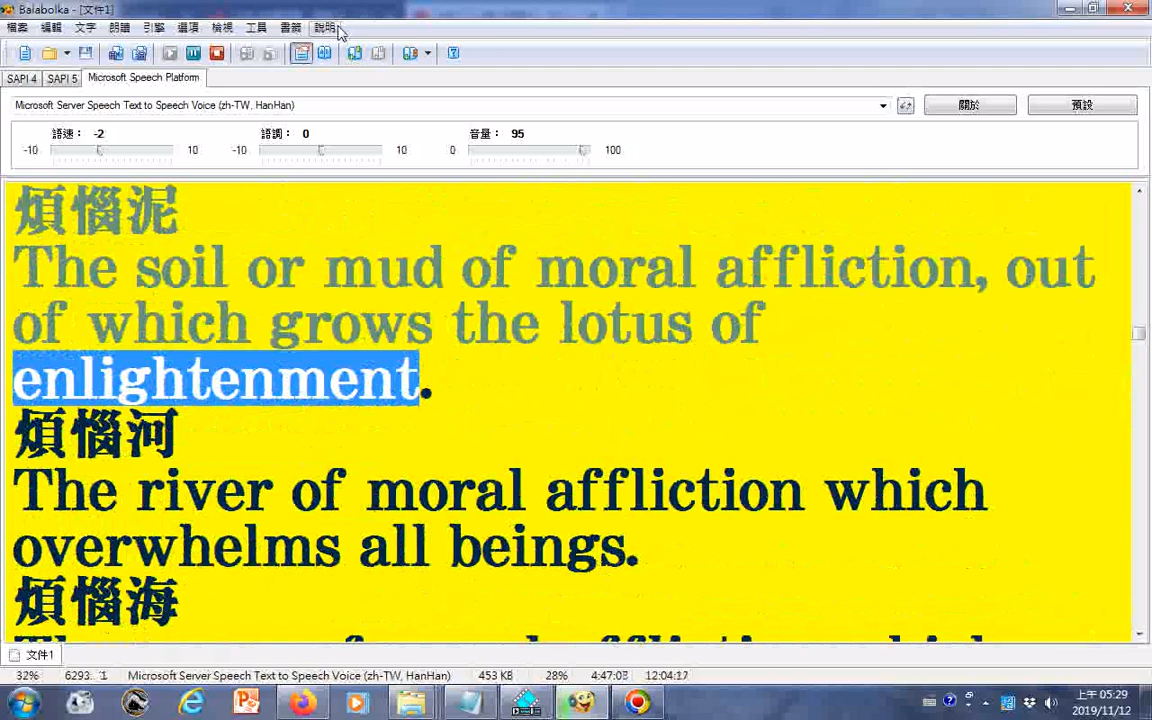 Balabolka - [文件1]
檔案 編輯 文字 朗讀 引擎 選項 檢視 工具 書籤 說明
SAPI 4 SAPI 5 Microsoft Speech Platform
Microsoft Server Speech Text to Speech Voice (zh-TW, HanHan) 關於 預設
語速： -2 語調： 0 音量： 95
-10 10 -10 10 0 100
煩惱泥
The soil or mud of moral affliction, out
of which grows the lotus of
enlightenment.
煩惱河
The river of moral affliction which
overwhelms all beings.
煩惱海
文件1
32% 6293: 1 Microsoft Server Speech Text to Speech Voice (zh-TW, HanHan) 453 KB 28% 4:47:03 12:04:17
上午 05:29
2019/11/12